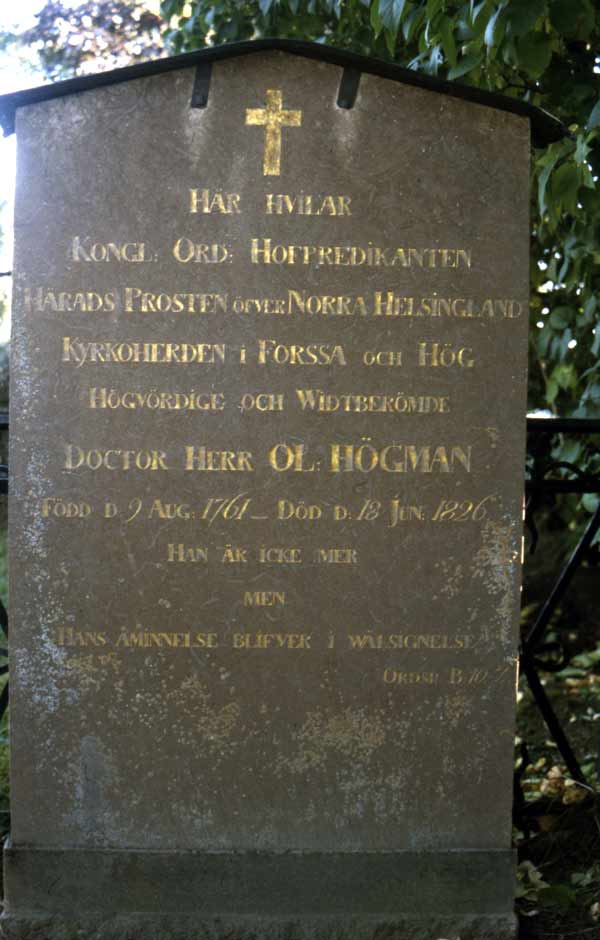 HÄR HVILAR
KONGL: ORD: HOFPREDIKANTEN
HÄRADS PROSTEN ÖFVER NORRA HELSINGLAND
KYRKOHERDEN I FORSSA OCH HÖG
HÖGVÖRDIGE OCH WIDTBERÖMDE
DOCTOR HERR OL: HÖGMAN
FÖDD D. 9 AUG: 1761 – DÖD D: 18 JUN: 1826
HAN ÄR ICKE MER
MEN
HANS ÅMINNELSE BLIFVER I WÄLSIGNELSE
ORDSP. B. 10. 7.